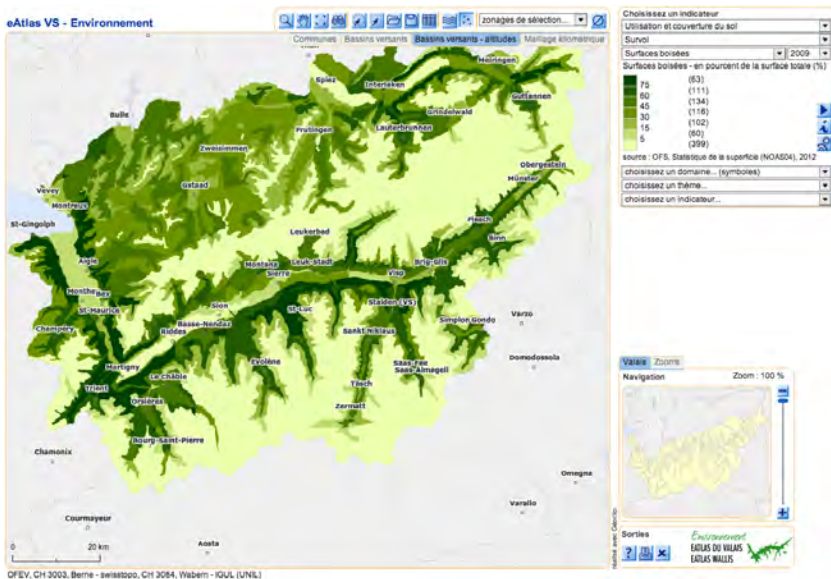 eAtlas VS - Environnement
zonages de sélection...
Communes | Bassins versants | Bassins versants - altitudes | Maillage kilométrique
Meiringen
Spiez
Interlaken
Guttannen
Bulle
Grindelwald
Frutigen
Lauterbrunnen
Zweisimmen
Obergesteln
Gstaad
Münster
Vevey
Montreux
St-Gingolph
Leukerbad
Fiesch
Binn
Aigle
Montana
Leuk-Stadt
Brig-Glis
Sierre
Visp
Monthey
Bex
Sion
St-Luc
Stalden (VS)
St-Maurice
Basse-Nendaz
Simplon
Gondo
Varzo
Champéry
Riddes
Sankt Niklaus
Martigny
Evolène
Saas-Fee
Saas-Almagell
Domodossola
Le Châble
Trient
Täsch
Orsières
Zermatt
Bourg-Saint-Pierre
Chamonix
Omegna
Varallo
Courmayeur
Aosta
0 20 km
OFEV, CH 3003, Berne - swisstopo, CH 3084, Wabern - IGUL (UNIL)
réalisé avec Géoclip
Choisissez un indicateur
Utilisation et couverture du sol
Survol
Surfaces boisées 2009
Surfaces boisées - en pourcent de la surface totale (%)
(63)
75
(111)
60
(134)
45
(116)
30
(102)
15
(60)
5
(399)
source : OFS, Statistique de la superficie (NOAS04), 2012
choisissez un domaine... (symboles)
choisissez un thème...
choisissez un indicateur...
Valais Zooms
Navigation Zoom : 100 %
Sorties
Environnement
EATLAS DU VALAIS
EATLAS WALLIS